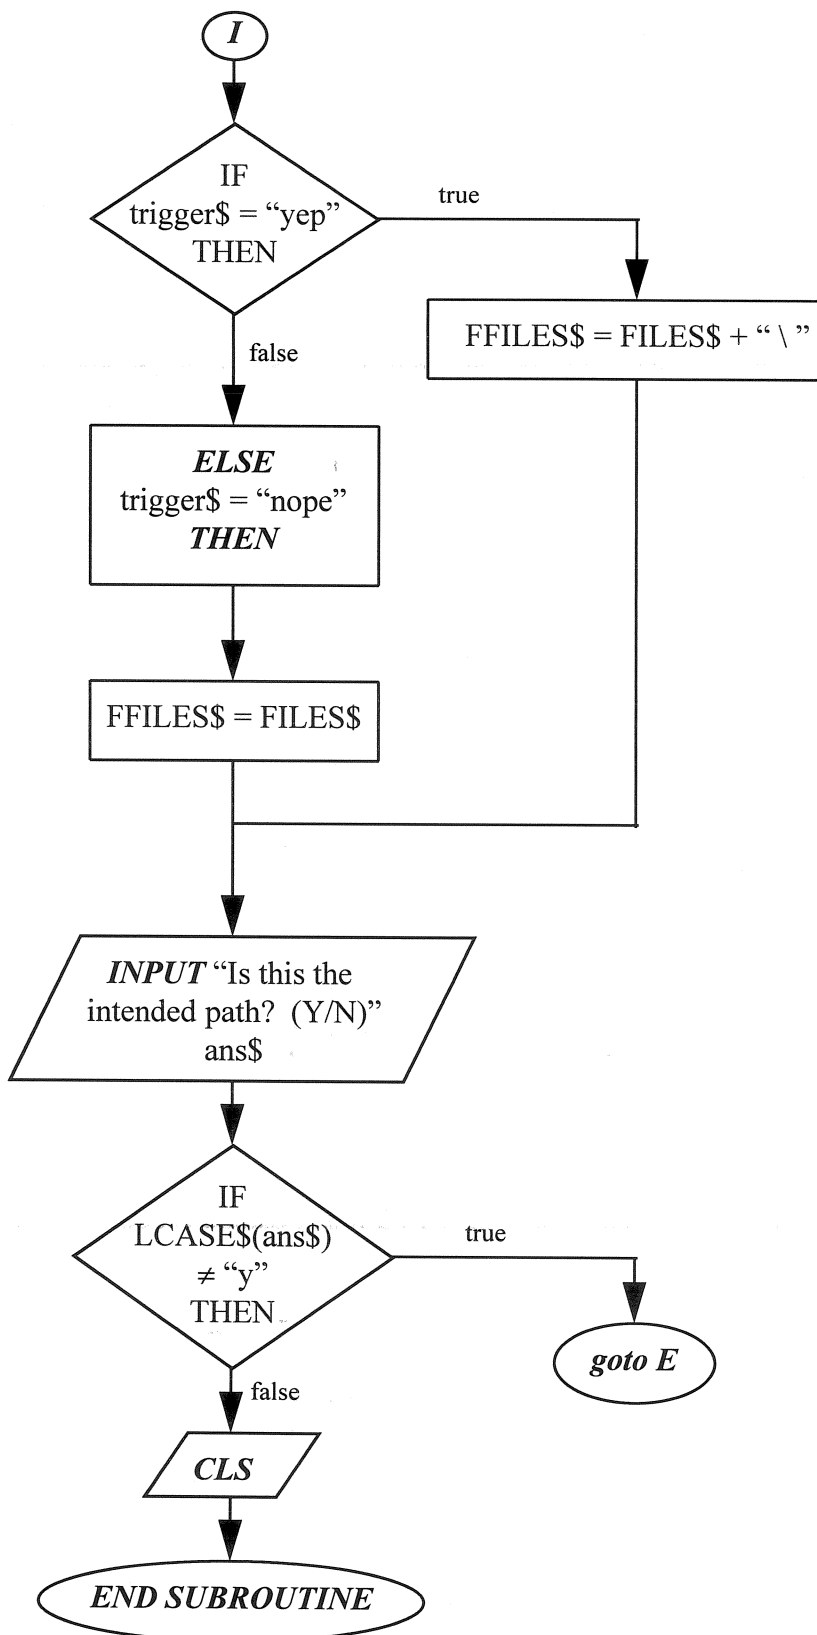 I
IF
trigger$ = “yep”
THEN
true
FFILES$ = FILES$ + “ \ ”
false
ELSE
trigger$ = “nope”
THEN
FFILES$ = FILES$
INPUT “Is this the
intended path?  (Y/N)”
ans$
IF
LCASE$(ans$)
≠ “y”
THEN
true
goto E
false
CLS
END SUBROUTINE